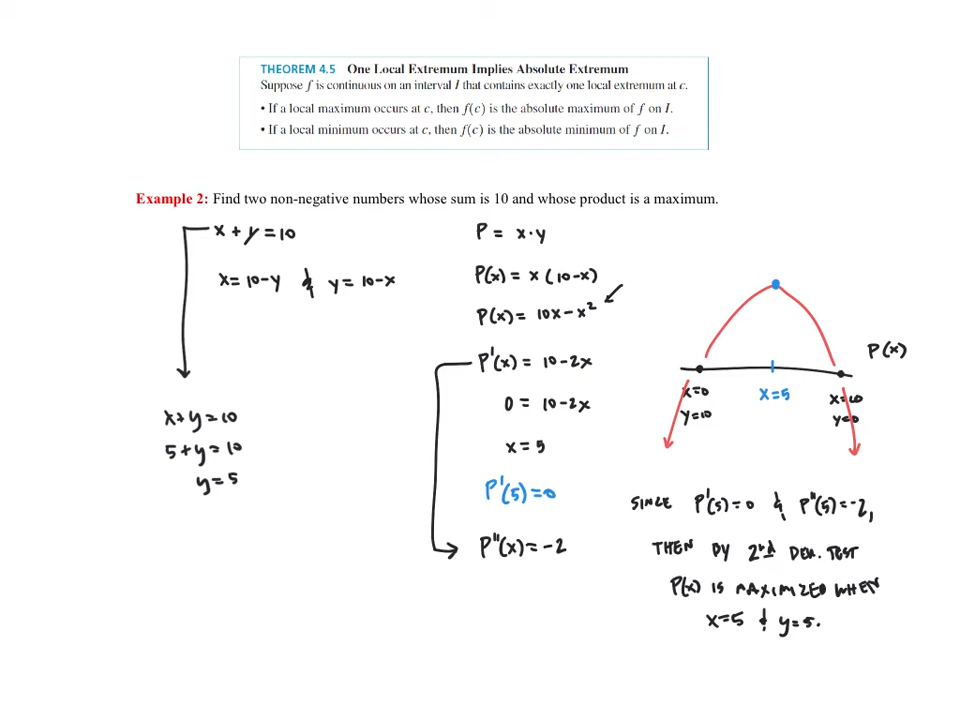 THEOREM 4.5 One Local Extremum Implies Absolute Extremum
Suppose f is continuous on an interval I that contains exactly one local extremum at c.
• If a local maximum occurs at c, then f(c) is the absolute maximum of f on I.
• If a local minimum occurs at c, then f(c) is the absolute minimum of f on I.
Example 2: Find two non-negative numbers whose sum is 10 and whose product is a maximum.
x + y = 10
x = 10-y & y = 10-x
x+y=10
5+y=10
y=5
P = x·y
P(x) = x(10-x)
P(x) = 10x-x²
P'(x) = 10-2x
0 = 10-2x
x = 5
P'(5)=0
P"(x)=-2
P(x)
x=0
y=10
x=5
x=10
y=0
SINCE P'(5)=0 & P"(5)=-2,
THEN BY 2nd DER. TEST
P(x) IS MAXIMIZED WHEN
x=5 & y=5.